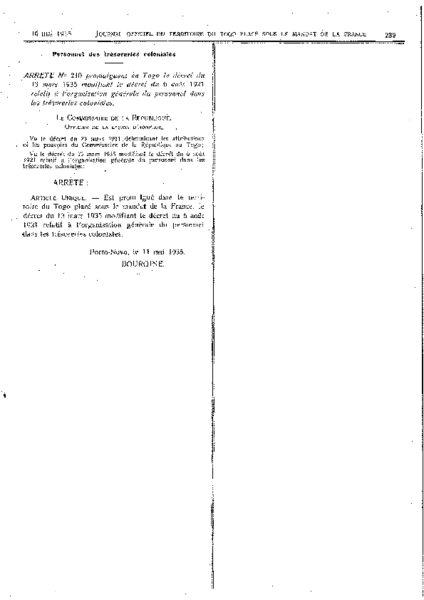 16 mai 1935 JOURNAL OFFICIEL DU TERRITOIRE DU TOGO PLACÉ SOUS LE MANDAT DE LA FRANCE 239
Personnel des trésoreries coloniales
ARRETE No 210 promulguant au Togo le décret du
13 mars 1935 modifiant le décret du 6 août 1921
relatif à l'organisation générale du personnel dans
les trésoreries coloniales.
LE COMMISSAIRE DE LA RÉPUBLIQUE,
OFFICIER DE LA LÉGION D'HONNEUR,
Vu le décret du 23 mars 1921, déterminant les attributions
et les pouvoirs du Commissaire de la République au Togo;
Vu le décret du 13 mars 1935 modifiant le décret du 6 août
1921 relatif à l'organisation générale du personnel dans les
trésoreries coloniales;
ARRÊTE :
ARTICLE UNIQUE. — Est promulgué dans le terri-
toire du Togo placé sous le mandat de la France, le
décret du 13 mars 1935 modifiant le décret du 6 août
1921 relatif à l'organisation générale du personnel
dans les trésoreries coloniales.
Porto-Novo, le 11 mai 1935.
BOURGINE.